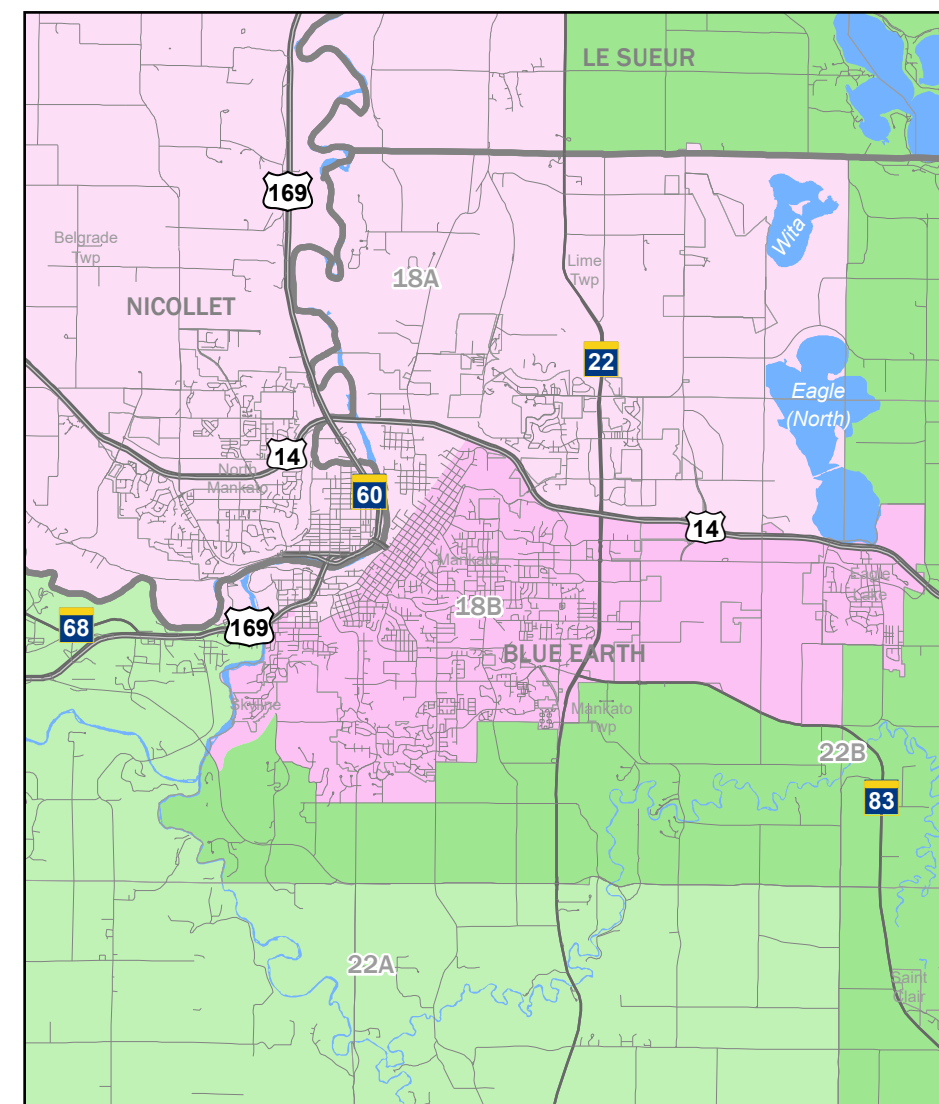 LE SUEUR
169
Wita
Belgrade
Twp
Lime
Twp
18A
NICOLLET
22
Eagle
(North)
14
North
Mankato
60
14
Mankato
Eagle
Lake
18B
68
169
BLUE EARTH
Skyline
Mankato
Twp
22B
83
22A
Saint
Clair